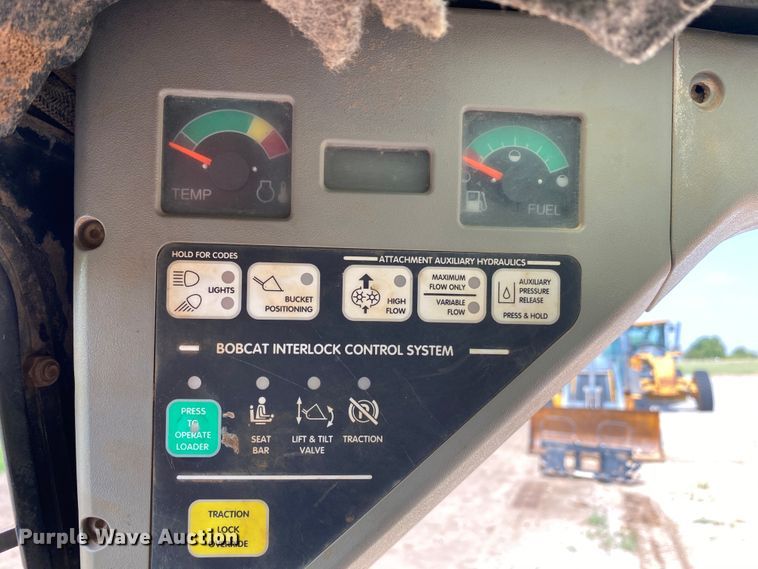 TEMP
FUEL
HOLD FOR CODES
ATTACHMENT AUXILIARY HYDRAULICS
LIGHTS
BUCKET
POSITIONING
HIGH
FLOW
MAXIMUM
FLOW ONLY
VARIABLE
FLOW
AUXILIARY
PRESSURE
RELEASE
PRESS & HOLD
BOBCAT INTERLOCK CONTROL SYSTEM
PRESS
TO
OPERATE
LOADER
SEAT
BAR
LIFT & TILT
VALVE
TRACTION
TRACTION
LOCK
OVERRIDE
Purple Wave Auction